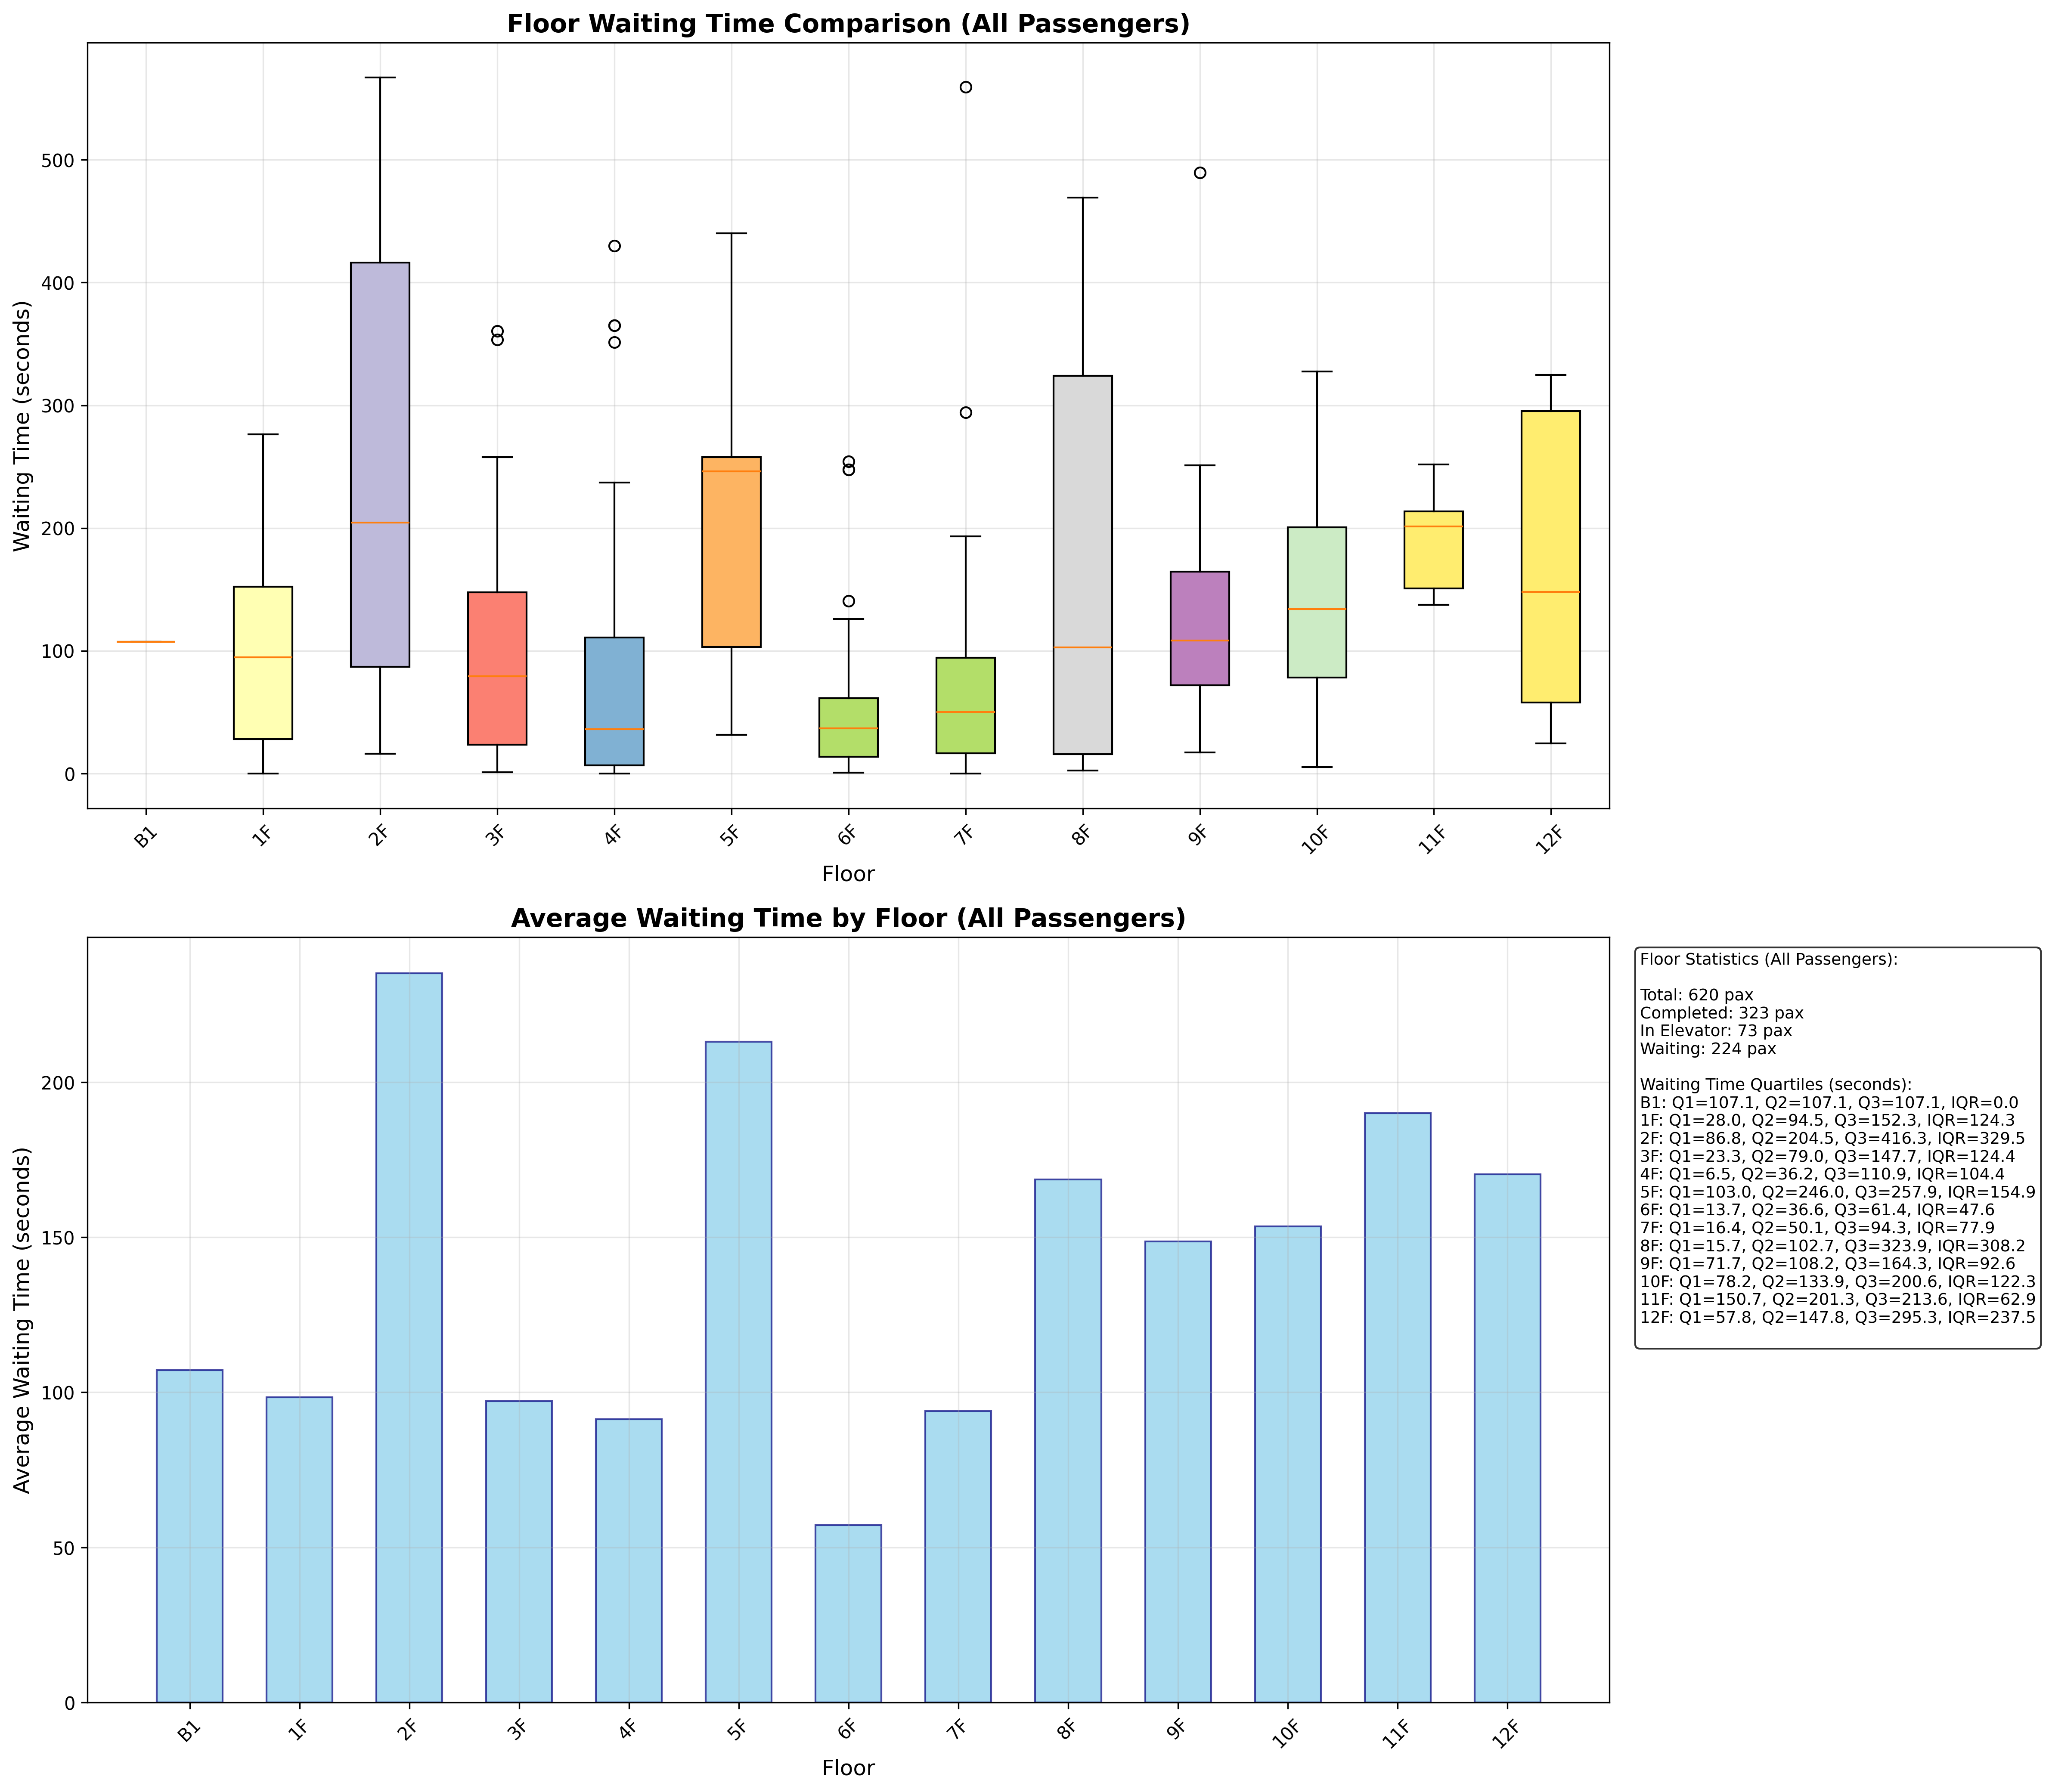 Floor Waiting Time Comparison (All Passengers)
Waiting Time (seconds)
500
400
300
200
100
0
B1
1F
2F
3F
4F
5F
6F
7F
8F
9F
10F
11F
12F
Floor
Average Waiting Time by Floor (All Passengers)
Average Waiting Time (seconds)
200
150
100
50
0
B1
1F
2F
3F
4F
5F
6F
7F
8F
9F
10F
11F
12F
Floor
Floor Statistics (All Passengers):
Total: 620 pax
Completed: 323 pax
In Elevator: 73 pax
Waiting: 224 pax
Waiting Time Quartiles (seconds):
B1: Q1=107.1, Q2=107.1, Q3=107.1, IQR=0.0
1F: Q1=28.0, Q2=94.5, Q3=152.3, IQR=124.3
2F: Q1=86.8, Q2=204.5, Q3=416.3, IQR=329.5
3F: Q1=23.3, Q2=79.0, Q3=147.7, IQR=124.4
4F: Q1=6.5, Q2=36.2, Q3=110.9, IQR=104.4
5F: Q1=103.0, Q2=246.0, Q3=257.9, IQR=154.9
6F: Q1=13.7, Q2=36.6, Q3=61.4, IQR=47.6
7F: Q1=16.4, Q2=50.1, Q3=94.3, IQR=77.9
8F: Q1=15.7, Q2=102.7, Q3=323.9, IQR=308.2
9F: Q1=71.7, Q2=108.2, Q3=164.3, IQR=92.6
10F: Q1=78.2, Q2=133.9, Q3=200.6, IQR=122.3
11F: Q1=150.7, Q2=201.3, Q3=213.6, IQR=62.9
12F: Q1=57.8, Q2=147.8, Q3=295.3, IQR=237.5